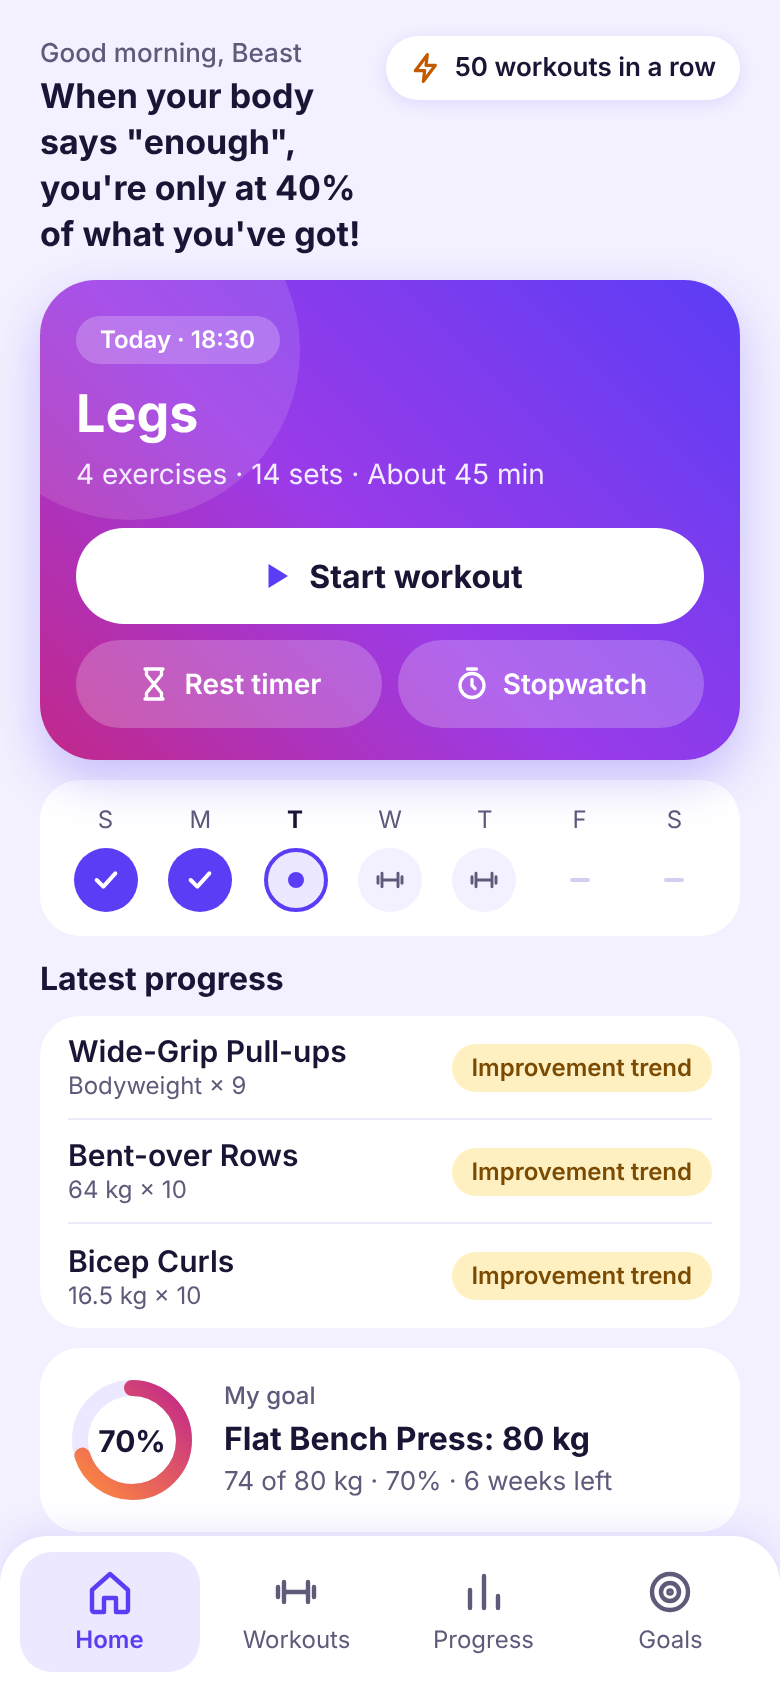 Good morning, Beast
50 workouts in a row
When your body
says "enough",
you're only at 40%
of what you've got!
Today · 18:30
Legs
4 exercises · 14 sets · About 45 min
Start workout
Rest timer
Stopwatch
S M T W T F S
Latest progress
Wide-Grip Pull-ups
Bodyweight × 9
Improvement trend
Bent-over Rows
64 kg × 10
Improvement trend
Bicep Curls
16.5 kg × 10
Improvement trend
70%
My goal
Flat Bench Press: 80 kg
74 of 80 kg · 70% · 6 weeks left
Home
Workouts
Progress
Goals